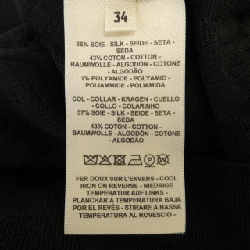 34
56% SOIE - SILK - SEIDE - SETA -
SEDA
43% COTON - COTTON -
BAUMWOLLE - ALGODON - COTONE
- ALGODÃO
1% POLYAMIDE - POLYAMID -
POLIAMMIDE - POLIAMIDA
COL - COLLAR - KRAGEN - CUELLO
- COLLO - COLARINHO:
57% SOIE - SILK - SEIDE - SETA -
SEDA
43% COTON - COTTON -
BAUMWOLLE - ALGODÓN - COTONE
- ALGODÃO
FER DOUX SUR L'ENVERS - COOL
IRON ON REVERSE - NIEDRIGE
TEMPERATUR AUF LINKS -
PLANCHAR A TEMPERATURA BAJA
POR EL REVÉS - STIRARE A BASSA
TEMPERATURA AL ROVESCIO -